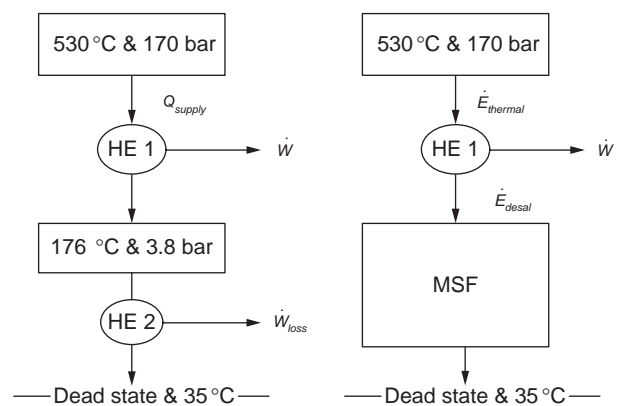 530 °C & 170 bar
Q_supply
HE 1
Ẇ
176 °C & 3.8 bar
HE 2
Ẇ_loss
Dead state & 35 °C
530 °C & 170 bar
Ė_thermal
HE 1
Ẇ
Ė_desal
MSF
Dead state & 35 °C